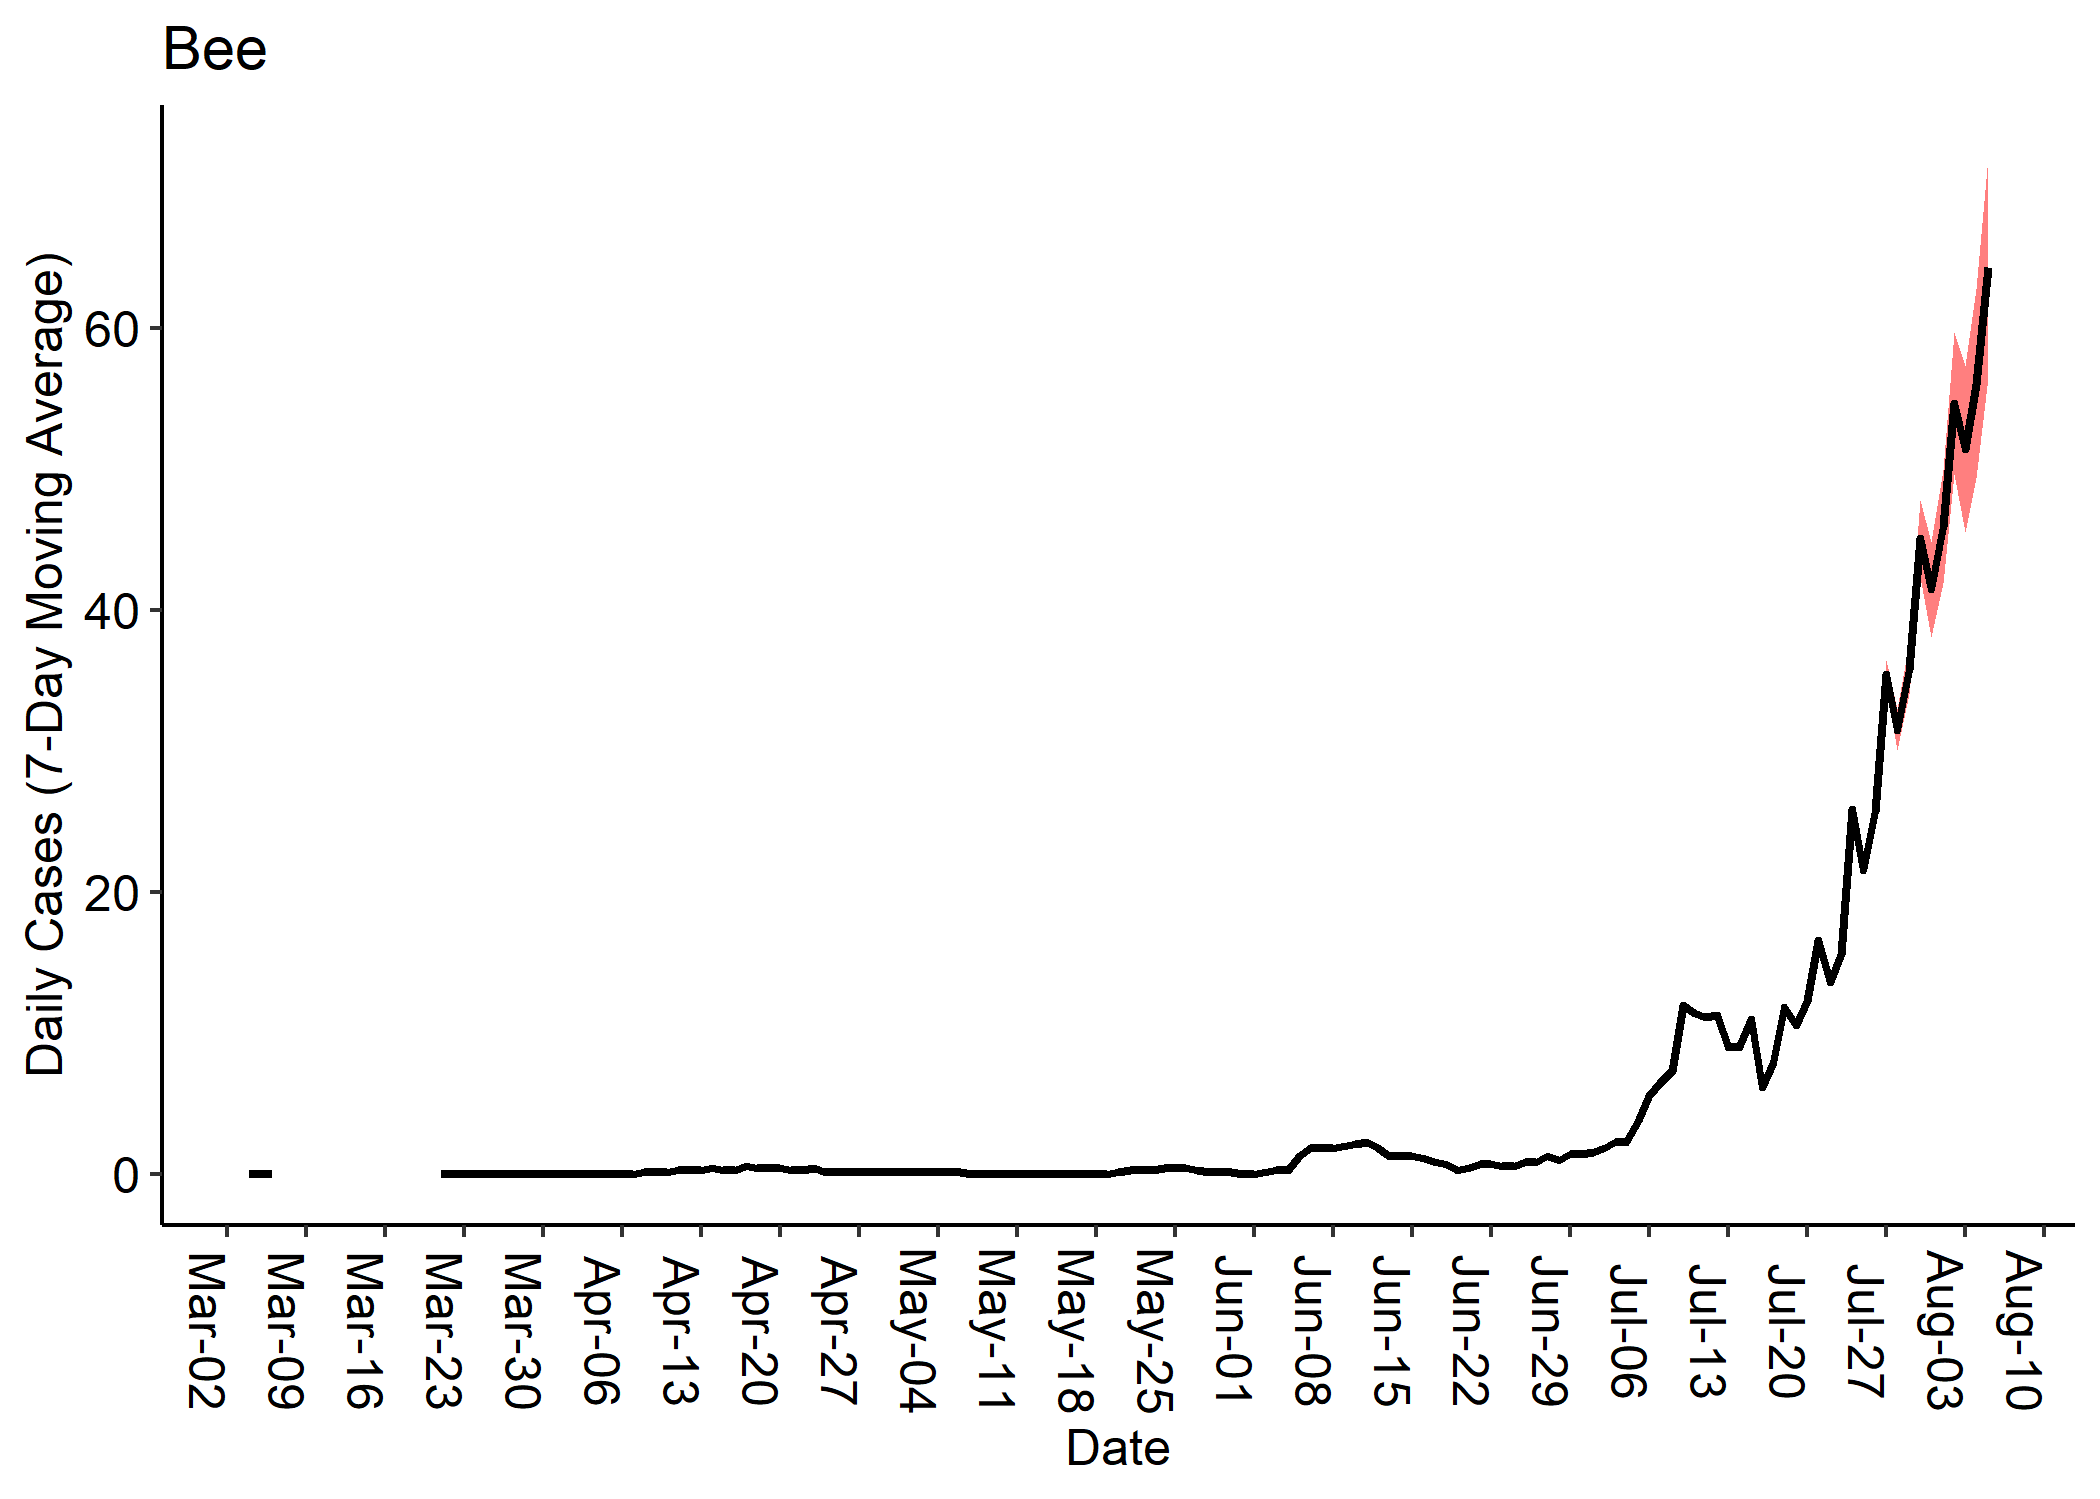 Bee
Daily Cases (7-Day Moving Average)
60
40
20
0
Mar-02
Mar-09
Mar-16
Mar-23
Mar-30
Apr-06
Apr-13
Apr-20
Apr-27
May-04
May-11
May-18
May-25
Jun-01
Jun-08
Jun-15
Jun-22
Jun-29
Jul-06
Jul-13
Jul-20
Jul-27
Aug-03
Aug-10
Date